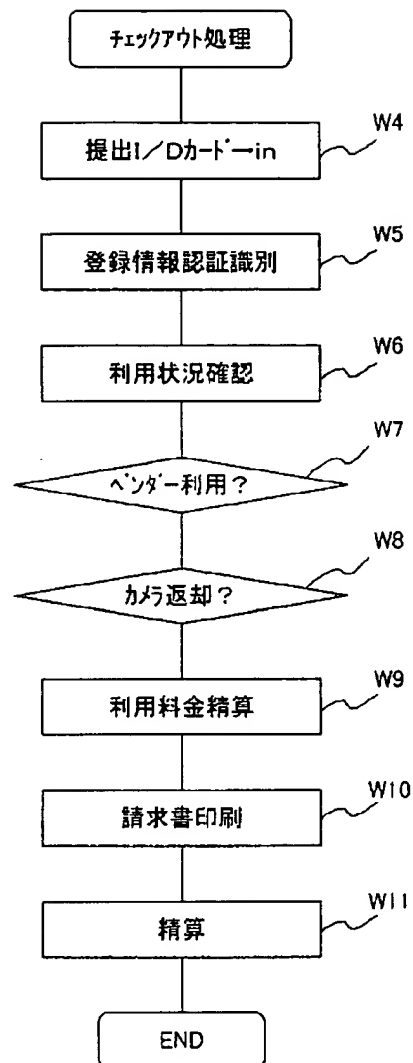 チェックアウト処理
提出I/Dカード→in
W4
登録情報認証識別
W5
利用状況確認
W6
ベンダー利用?
W7
カメラ返却?
W8
利用料金精算
W9
請求書印刷
W10
精算
W11
END